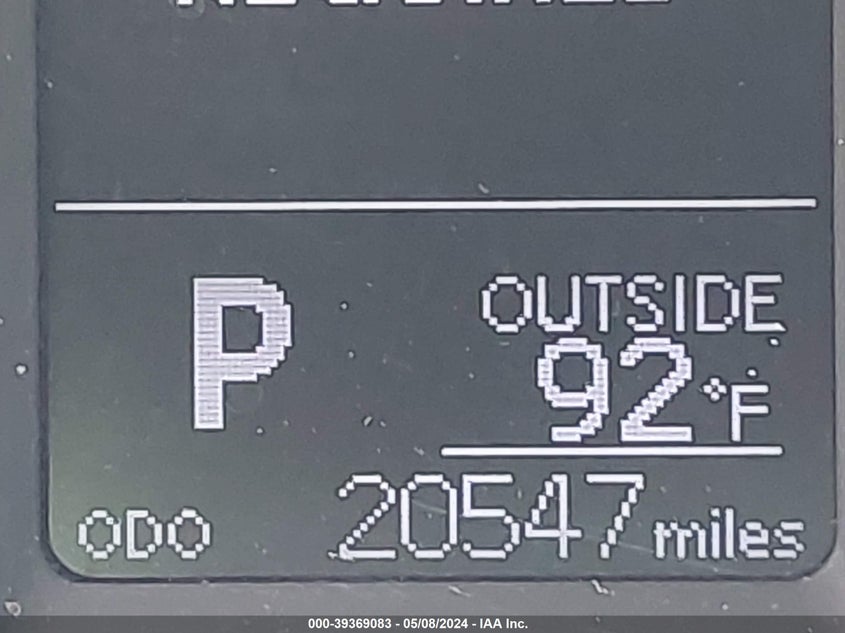 P
OUTSIDE
92°F
ODO 20547 miles
000-39369083 - 05/08/2024 - IAA Inc.